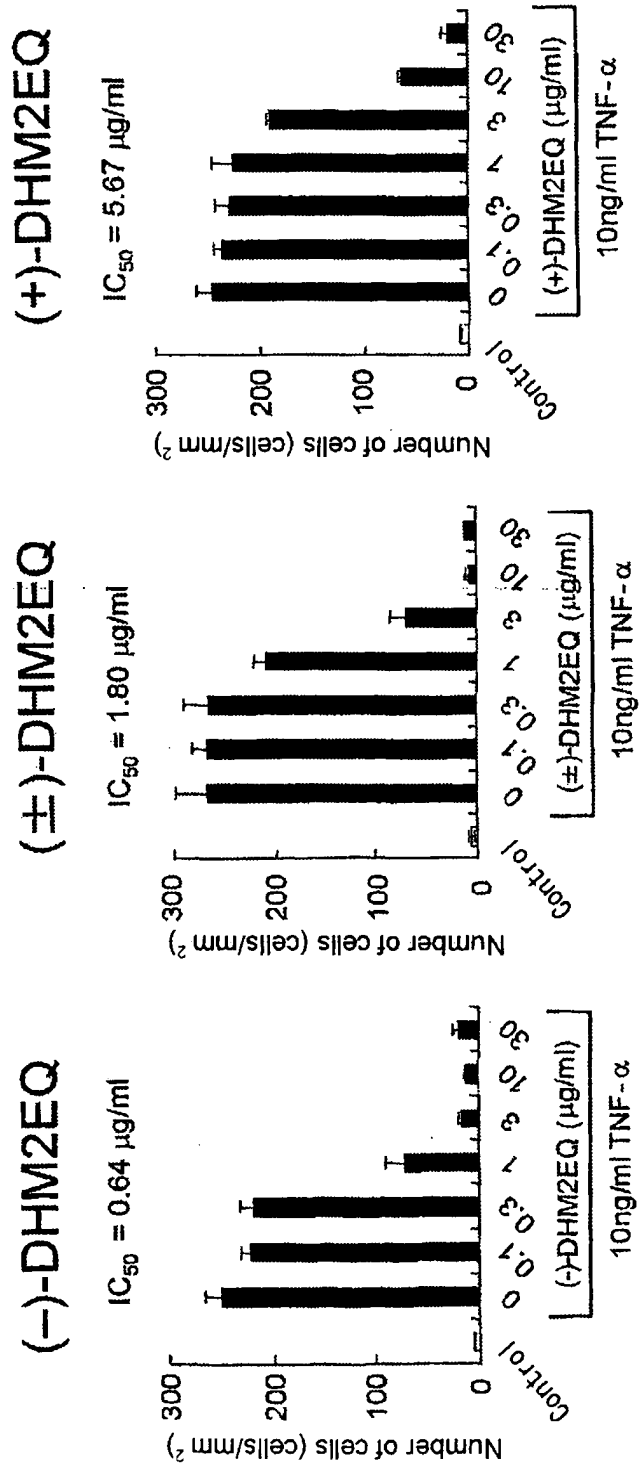 (−)-DHM2EQ
IC50 = 0.64 µg/ml
Number of cells (cells/mm2)
300
200
100
0
Control
0
0.1
0.3
1
3
10
30
(-)-DHM2EQ (µg/ml)
10ng/ml TNF-α
(±)-DHM2EQ
IC50 = 1.80 µg/ml
Number of cells (cells/mm2)
300
200
100
0
Control
0
0.1
0.3
1
3
10
30
(±)-DHM2EQ (µg/ml)
10ng/ml TNF-α
(+)-DHM2EQ
IC50 = 5.67 µg/ml
Number of cells (cells/mm2)
300
200
100
0
Control
0
0.1
0.3
1
3
10
30
(+)-DHM2EQ (µg/ml)
10ng/ml TNF-α